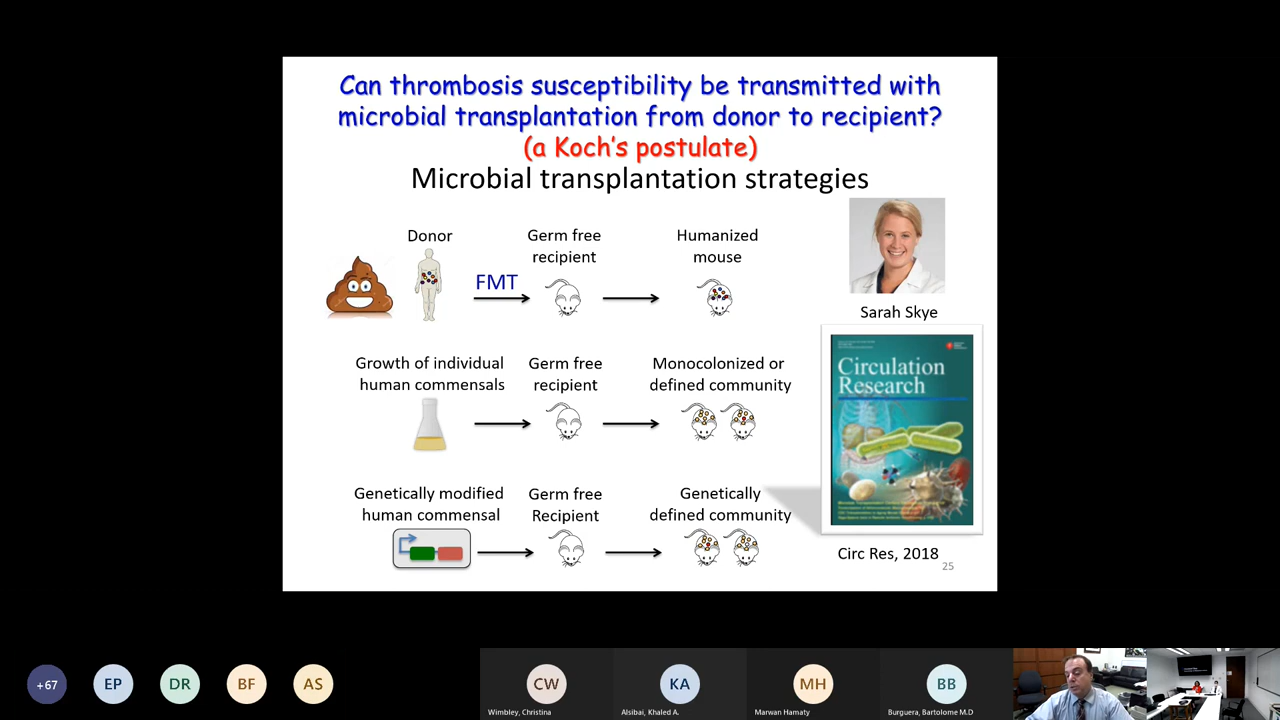 Can thrombosis susceptibility be transmitted with
microbial transplantation from donor to recipient?
(a Koch's postulate)
Microbial transplantation strategies
Donor
Germ free
recipient
Humanized
mouse
FMT
Sarah Skye
Growth of individual
human commensals
Germ free
recipient
Monocolonized or
defined community
Circulation
Research
Genetically modified
human commensal
Germ free
Recipient
Genetically
defined community
Circ Res, 2018
25
+67
EP
DR
BF
AS
CW
KA
MH
BB
Wimbley, Christina
Alsibai, Khaled A.
Marwan Hamaty
Burguera, Bartolome M.D